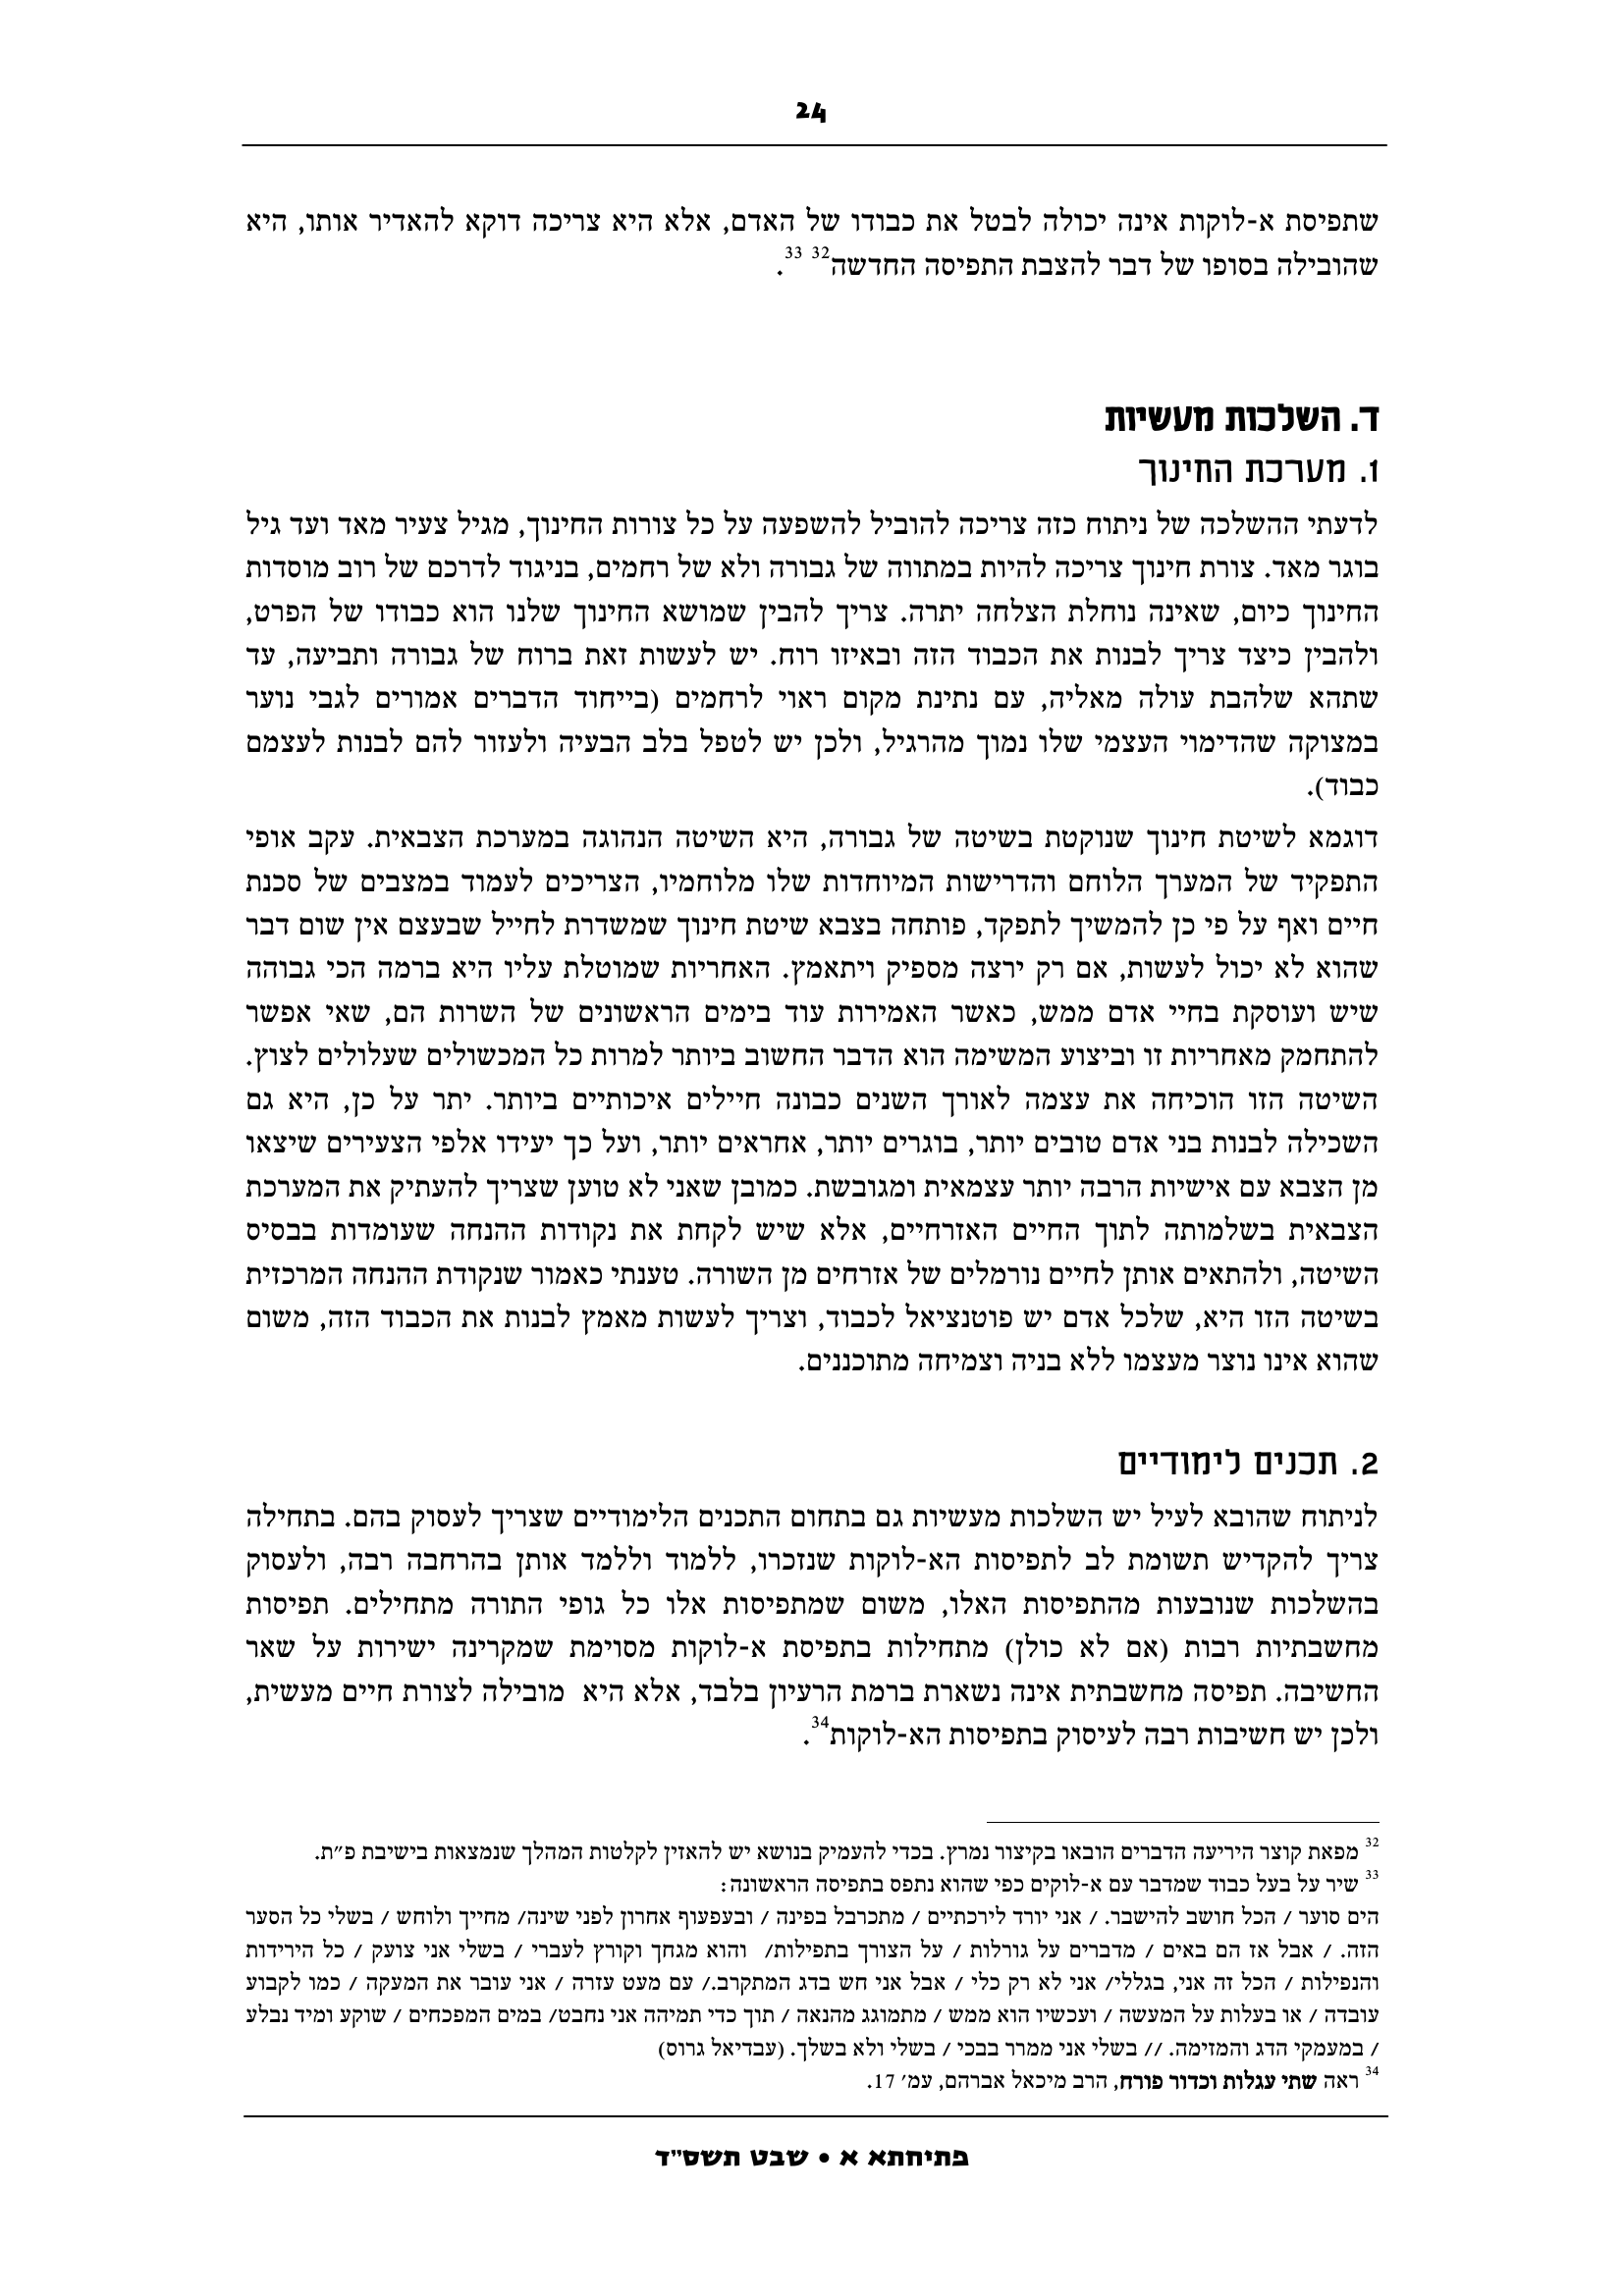 24
שתפיסת א-לוקות אינה יכולה לבטל את כבודו של האדם, אלא היא צריכה דוקא להאדיר אותו, היא
שהובילה בסופו של דבר להצבת התפיסה החדשה32 33.
ד. השלכות מעשיות
1. מערכת החינוך
לדעתי ההשלכה של ניתוח כזה צריכה להוביל להשפעה על כל צורות החינוך, מגיל צעיר מאד ועד גיל
בוגר מאד. צורת חינוך צריכה להיות במתווה של גבורה ולא של רחמים, בניגוד לדרכם של רוב מוסדות
החינוך כיום, שאינה נוחלת הצלחה יתרה. צריך להבין שמושא החינוך שלנו הוא כבודו של הפרט,
ולהבין כיצד צריך לבנות את הכבוד הזה ובאיזו רוח. יש לעשות זאת ברוח של גבורה ותביעה, עד
שתהא שלהבת עולה מאליה, עם נתינת מקום ראוי לרחמים (בייחוד הדברים אמורים לגבי נוער
במצוקה שהדימוי העצמי שלו נמוך מהרגיל, ולכן יש לטפל בלב הבעיה ולעזור להם לבנות לעצמם
כבוד).
דוגמא לשיטת חינוך שנוקטת בשיטה של גבורה, היא השיטה הנהוגה במערכת הצבאית. עקב אופי
התפקיד של המערך הלוחם והדרישות המיוחדות שלו מלוחמיו, הצריכים לעמוד במצבים של סכנת
חיים ואף על פי כן להמשיך לתפקד, פותחה בצבא שיטת חינוך שמשדרת לחייל שבעצם אין שום דבר
שהוא לא יכול לעשות, אם רק ירצה מספיק ויתאמץ. האחריות שמוטלת עליו היא ברמה הכי גבוהה
שיש ועוסקת בחיי אדם ממש, כאשר האמירות עוד בימים הראשונים של השרות הם, שאי אפשר
להתחמק מאחריות זו וביצוע המשימה הוא הדבר החשוב ביותר למרות כל המכשולים שעלולים לצוץ.
השיטה הזו הוכיחה את עצמה לאורך השנים כבונה חיילים איכותיים ביותר. יתר על כן, היא גם
השכילה לבנות בני אדם טובים יותר, בוגרים יותר, אחראים יותר, ועל כך יעידו אלפי הצעירים שיצאו
מן הצבא עם אישיות הרבה יותר עצמאית ומגובשת. כמובן שאני לא טוען שצריך להעתיק את המערכת
הצבאית בשלמותה לתוך החיים האזרחיים, אלא שיש לקחת את נקודות ההנחה שעומדות בבסיס
השיטה, ולהתאים אותן לחיים נורמלים של אזרחים מן השורה. טענתי כאמור שנקודת ההנחה המרכזית
בשיטה הזו היא, שלכל אדם יש פוטנציאל לכבוד, וצריך לעשות מאמץ לבנות את הכבוד הזה, משום
שהוא אינו נוצר מעצמו ללא בניה וצמיחה מתוכננים.
2. תכנים לימודיים
לניתוח שהובא לעיל יש השלכות מעשיות גם בתחום התכנים הלימודיים שצריך לעסוק בהם. בתחילה
צריך להקדיש תשומת לב לתפיסות הא-לוקות שנזכרו, ללמוד וללמד אותן בהרחבה רבה, ולעסוק
בהשלכות שנובעות מהתפיסות האלו, משום שמתפיסות אלו כל גופי התורה מתחילים. תפיסות
מחשבתיות רבות (אם לא כולן) מתחילות בתפיסת א-לוקות מסוימת שמקרינה ישירות על שאר
החשיבה. תפיסה מחשבתית אינה נשארת ברמת הרעיון בלבד, אלא היא  מובילה לצורת חיים מעשית,
ולכן יש חשיבות רבה לעיסוק בתפיסות הא-לוקות34.
32 מפאת קוצר היריעה הדברים הובאו בקיצור נמרץ. בכדי להעמיק בנושא יש להאזין לקלטות המהלך שנמצאות בישיבת פ״ת.
33 שיר על בעל כבוד שמדבר עם א-לוקים כפי שהוא נתפס בתפיסה הראשונה:
הים סוער / הכל חושב להישבר. / אני יורד לירכתיים / מתכרבל בפינה / ובעפעוף אחרון לפני שינה/ מחייך ולוחש / בשלי כל הסער
הזה. / אבל אז הם באים / מדברים על גורלות / על הצורך בתפילות/  והוא מגחך וקורץ לעברי / בשלי אני צועק / כל הירידות
והנפילות / הכל זה אני, בגללי/ אני לא רק כלי / אבל אני חש בדג המתקרב./ עם מעט עזרה / אני עובר את המעקה / כמו לקבוע
עובדה / או בעלות על המעשה / ועכשיו הוא ממש / מתמוגג מהנאה / תוך כדי תמיהה אני נחבט/ במים המפכחים / שוקע ומיד נבלע
/ במעמקי הדג והמזימה. // בשלי אני ממרר בבכי / בשלי ולא בשלך. (עבדיאל גרוס)
34 ראה שתי עגלות וכדור פורח, הרב מיכאל אברהם, עמ׳ 17.
פתיחתא א • שבט תשס״ד